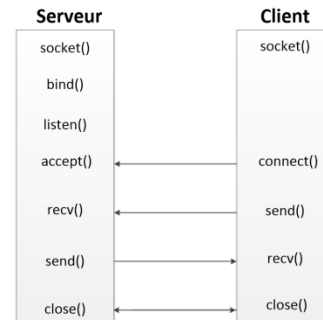 Serveur Client
socket() socket()
bind()
listen()
accept() connect()
recv() send()
send() recv()
close() close()